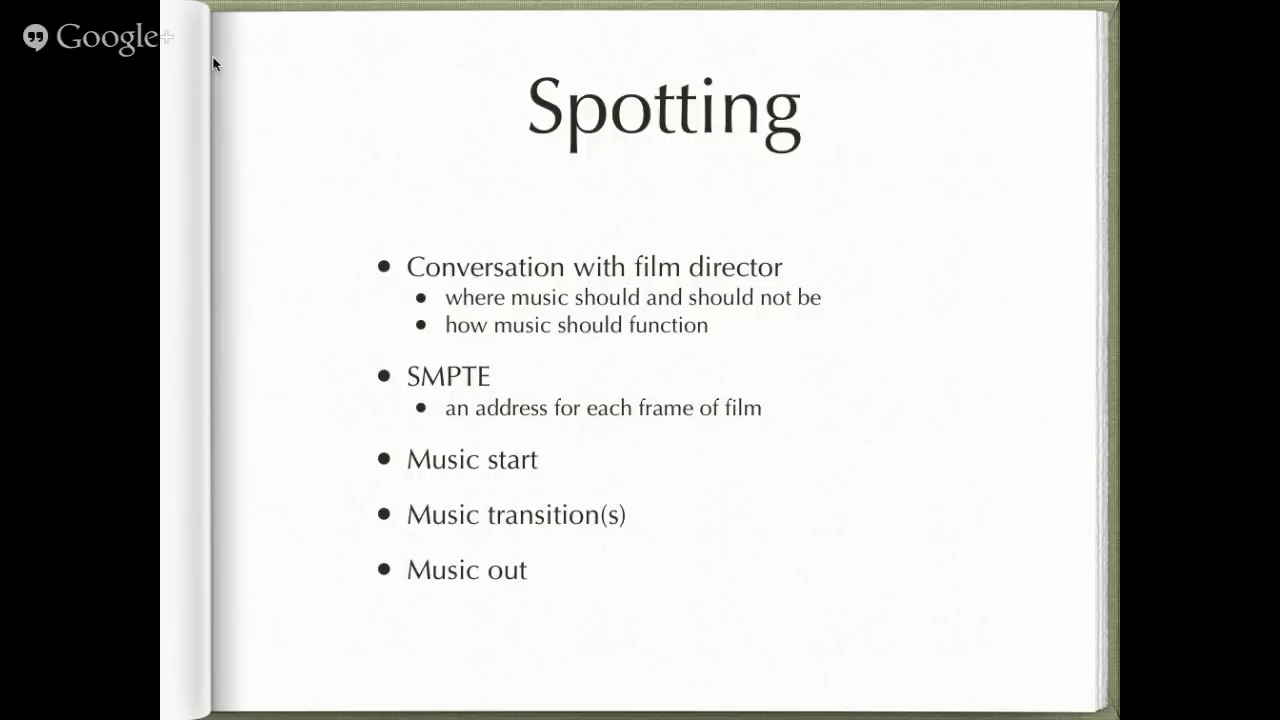 Google+
Spotting
• Conversation with film director
• where music should and should not be
• how music should function
• SMPTE
• an address for each frame of film
• Music start
• Music transition(s)
• Music out